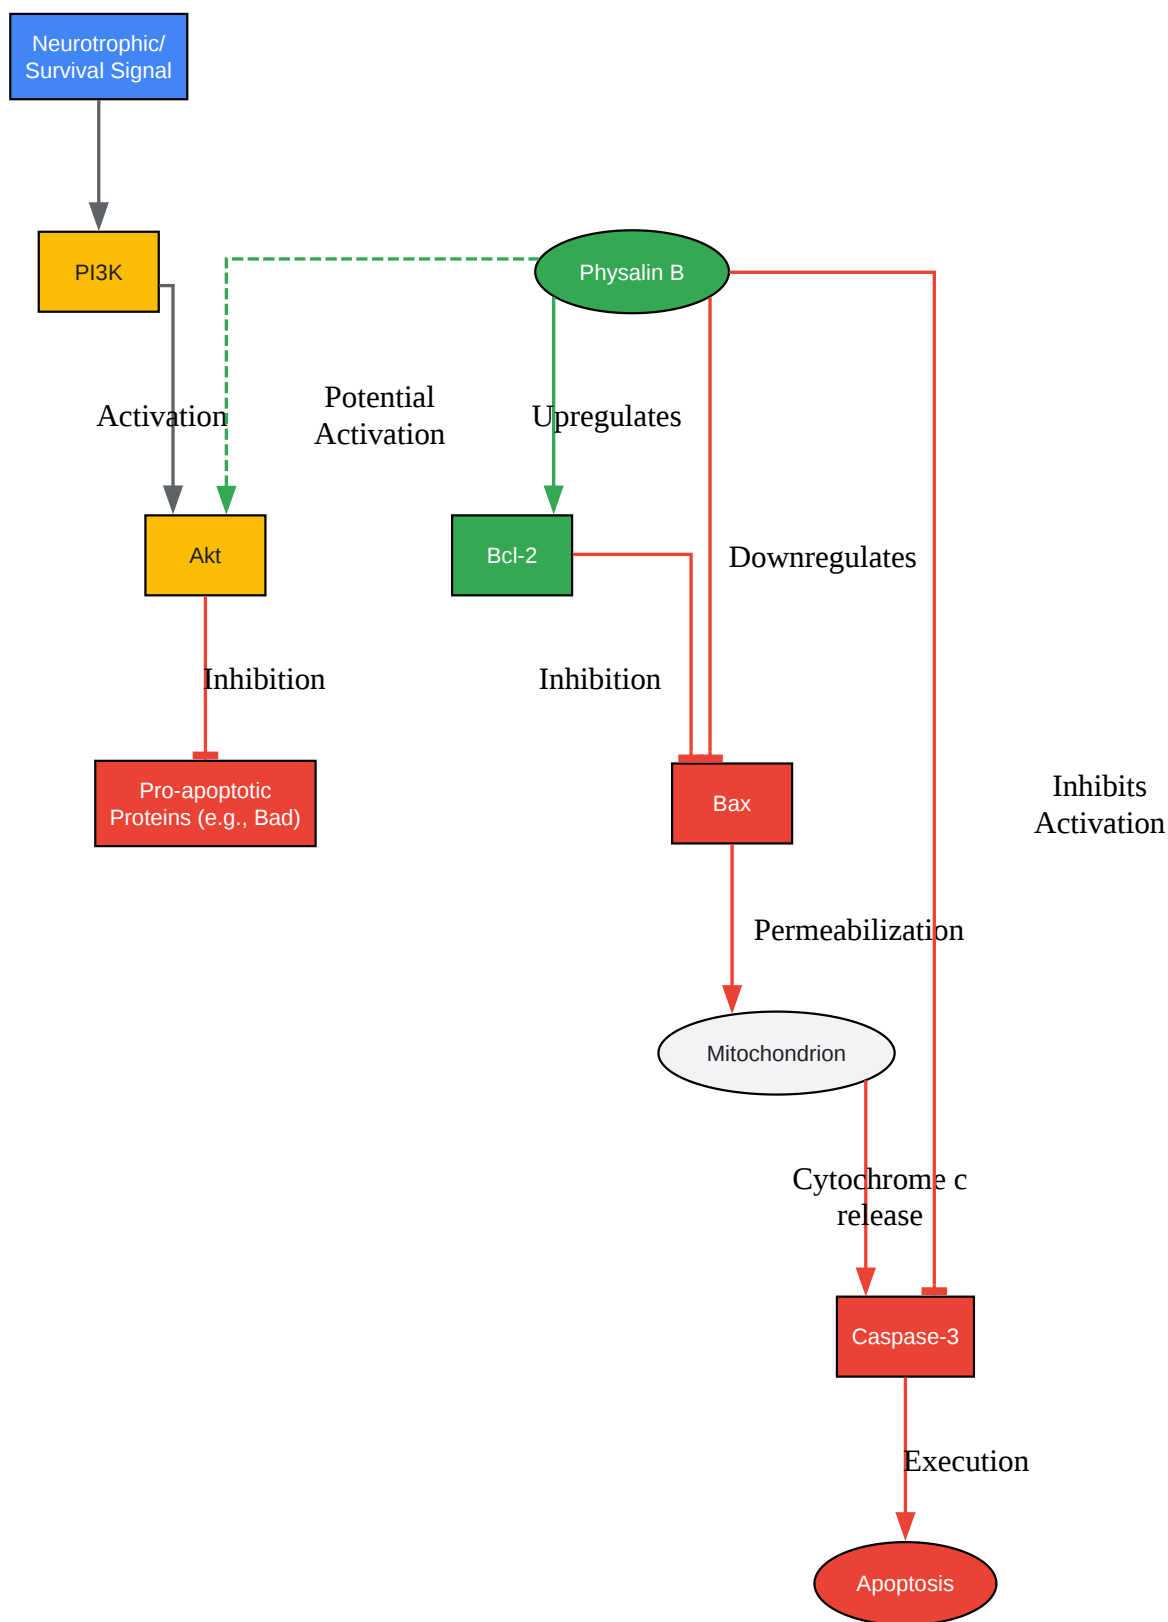 Neurotrophic/
Survival Signal
PI3K
Physalin B
Activation
Potential
Activation
Upregulates
Akt
Bcl-2
Downregulates
Inhibition
Inhibition
Pro-apoptotic
Proteins (e.g., Bad)
Bax
Inhibits
Activation
Permeabilization
Mitochondrion
Cytochrome c
release
Caspase-3
Execution
Apoptosis